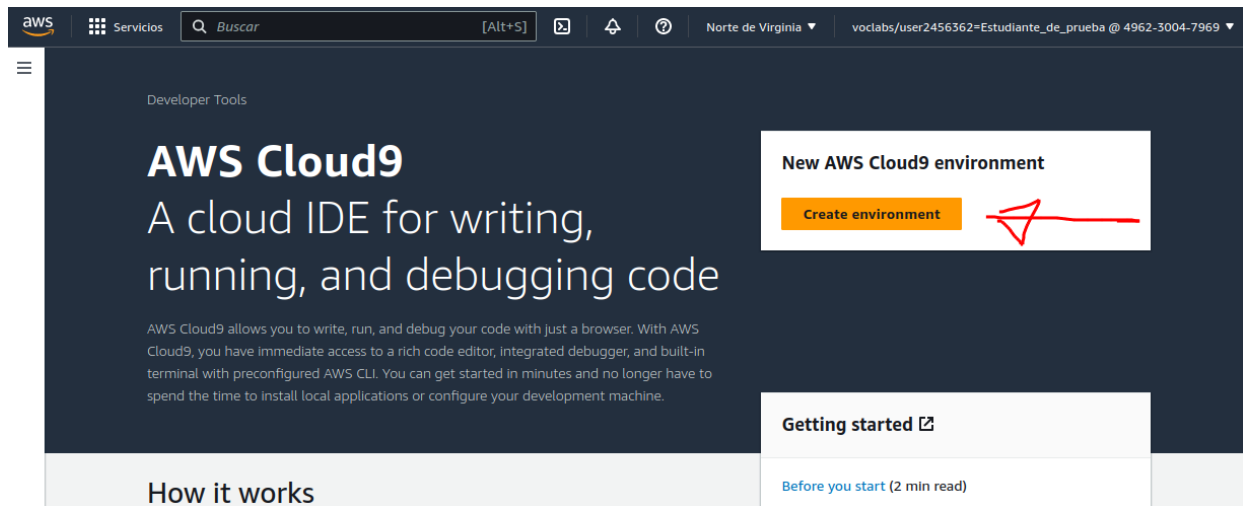 aws
Servicios
Buscar
[Alt+S]
Norte de Virginia ▼
voclabs/user2456362=Estudiante_de_prueba @ 4962-3004-7969 ▼
Developer Tools
AWS Cloud9
A cloud IDE for writing,
running, and debugging code
AWS Cloud9 allows you to write, run, and debug your code with just a browser. With AWS
Cloud9, you have immediate access to a rich code editor, integrated debugger, and built-in
terminal with preconfigured AWS CLI. You can get started in minutes and no longer have to
spend the time to install local applications or configure your development machine.
New AWS Cloud9 environment
Create environment
Getting started
Before you start (2 min read)
How it works